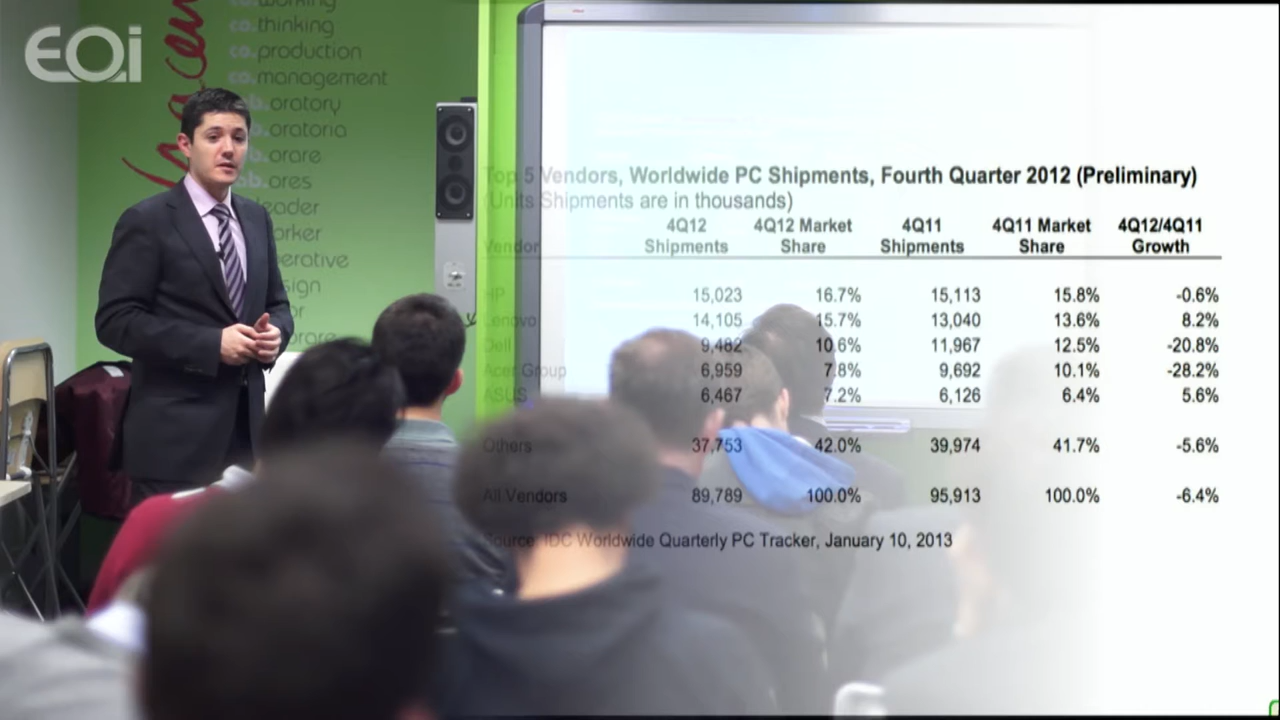 EOi
co.working
co.thinking
co.production
co.management
lab.oratory
lab.oratoria
lab.orare
lab.ores
leader
orker
perative
sign
or
orare
Top 5 Vendors, Worldwide PC Shipments, Fourth Quarter 2012 (Preliminary)
(Units Shipments are in thousands)
Vendor 4Q12 Shipments 4Q12 Market Share 4Q11 Shipments 4Q11 Market Share 4Q12/4Q11 Growth
HP 15,023 16.7% 15,113 15.8% -0.6%
Lenovo 14,105 15.7% 13,040 13.6% 8.2%
Dell 9,482 10.6% 11,967 12.5% -20.8%
Acer Group 6,959 7.8% 9,692 10.1% -28.2%
ASUS 6,467 7.2% 6,126 6.4% 5.6%
Others 37,753 42.0% 39,974 41.7% -5.6%
All Vendors 89,789 100.0% 95,913 100.0% -6.4%
Source: IDC Worldwide Quarterly PC Tracker, January 10, 2013